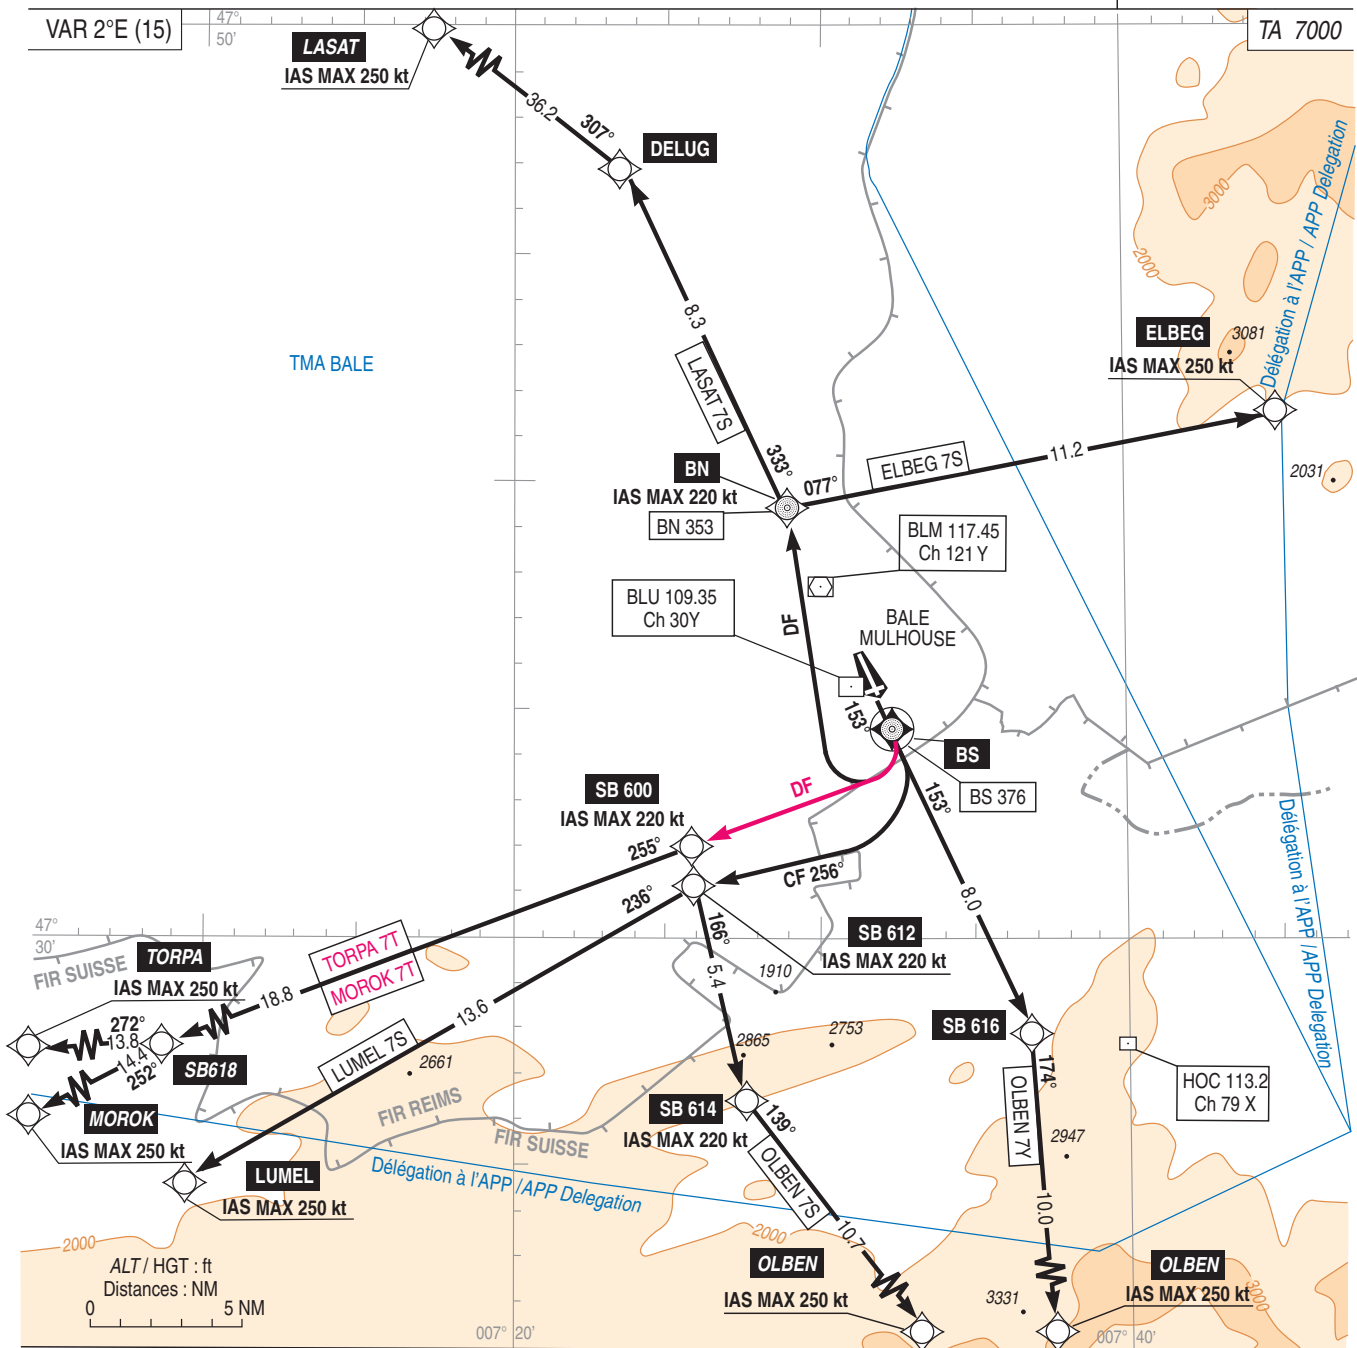 VAR 2°E (15)
47°
50'
TA 7000
LASAT
IAS MAX 250 kt
36.2
307°
DELUG
3000
2000
Délégation à l'APP / APP Delegation
8.3
TMA BALE
ELBEG
3081
IAS MAX 250 kt
LASAT 7S
333°
BN
IAS MAX 220 kt
BN 353
077°
ELBEG 7S
11.2
2031
BLM 117.45
Ch 121 Y
BLU 109.35
Ch 30Y
DF
BALE
MULHOUSE
153°
BS
BS 376
DF
SB 600
IAS MAX 220 kt
153°
255°
CF 256°
236°
8.0
Délégation à l'APP / APP Delegation
47°
30'
166°
SB 612
IAS MAX 220 kt
TORPA 7T
MOROK 7T
FIR SUISSE
TORPA
IAS MAX 250 kt
18.8
5.4
1910
13.6
272°
13.8
14.4
252°
SB618
SB 616
2865
2753
LUMEL 7S
2661
174°
HOC 113.2
Ch 79 X
MOROK
IAS MAX 250 kt
FIR REIMS
FIR SUISSE
SB 614
IAS MAX 220 kt
139°
OLBEN 7Y
2947
LUMEL
IAS MAX 250 kt
Délégation à l'APP / APP Delegation
OLBEN 7S
10.0
2000
2000
10.7
ALT / HGT : ft
Distances : NM
0
5 NM
OLBEN
IAS MAX 250 kt
OLBEN
IAS MAX 250 kt
3000
3331
007° 20'
007° 40'